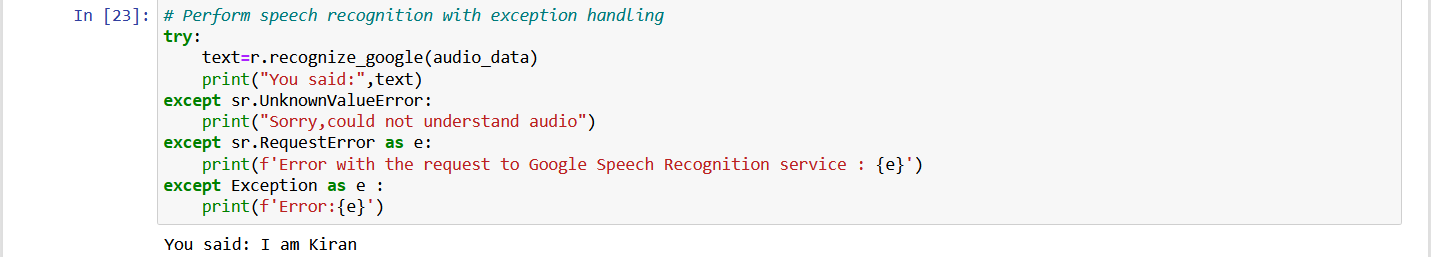 In [23]: # Perform speech recognition with exception handling
try:
    text=r.recognize_google(audio_data)
    print("You said:",text)
except sr.UnknownValueError:
    print("Sorry,could not understand audio")
except sr.RequestError as e:
    print(f'Error with the request to Google Speech Recognition service : {e}')
except Exception as e :
    print(f'Error:{e}')
You said: I am Kiran